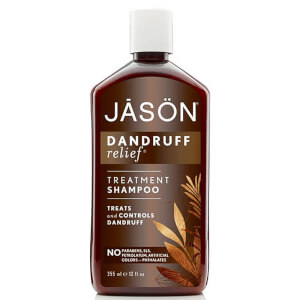 JĀSÖN
DANDRUFF
relief®
TREATMENT
SHAMPOO
TREATS
and CONTROLS
DANDRUFF
NO PARABENS, SLS,
PETROLATUM, ARTIFICIAL
COLORS – PHTHALATES
355 ml ℮ 12 fl oz